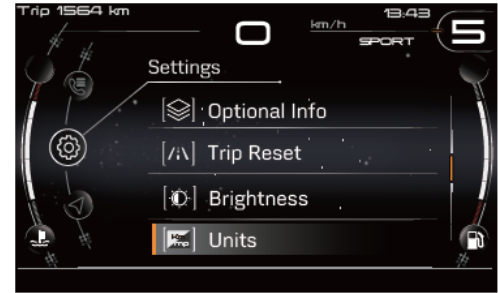 Trip 1564 km
13:43
0 km/h
SPORT
5
Settings
Optional Info
Trip Reset
Brightness
Units